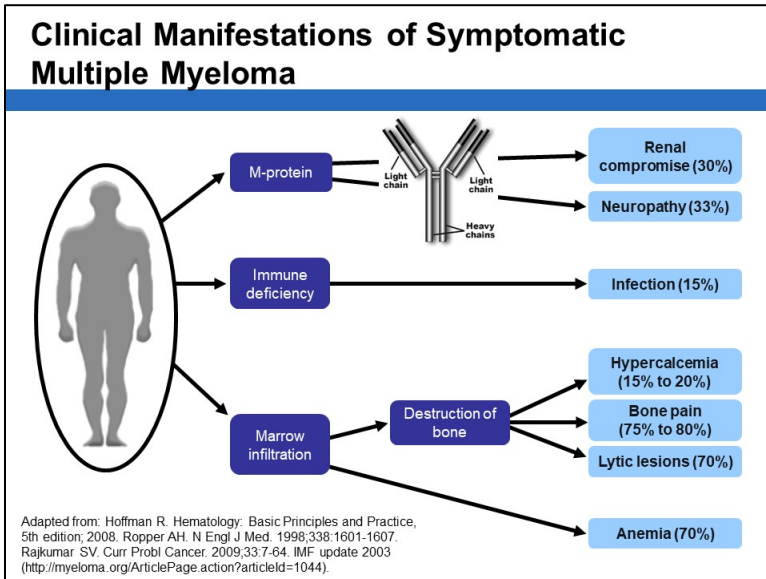 Clinical Manifestations of Symptomatic
Multiple Myeloma
M-protein
Light
chain
Light
chain
Heavy
chains
Renal
compromise (30%)
Neuropathy (33%)
Immune
deficiency
Infection (15%)
Marrow
infiltration
Destruction of
bone
Hypercalcemia
(15% to 20%)
Bone pain
(75% to 80%)
Lytic lesions (70%)
Anemia (70%)
Adapted from: Hoffman R. Hematology: Basic Principles and Practice,
5th edition; 2008. Ropper AH. N Engl J Med. 1998;338:1601-1607.
Rajkumar SV. Curr Probl Cancer. 2009;33:7-64. IMF update 2003
(http://myeloma.org/ArticlePage.action?articleId=1044).